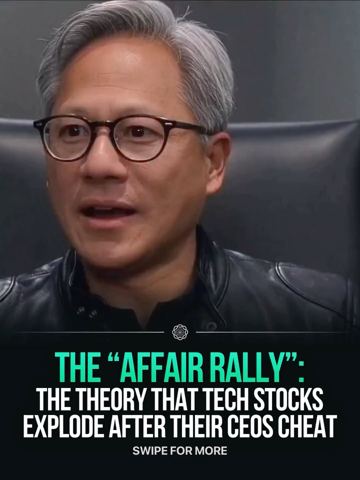 THE “AFFAIR RALLY”:
THE THEORY THAT TECH STOCKS
EXPLODE AFTER THEIR CEOS CHEAT
SWIPE FOR MORE